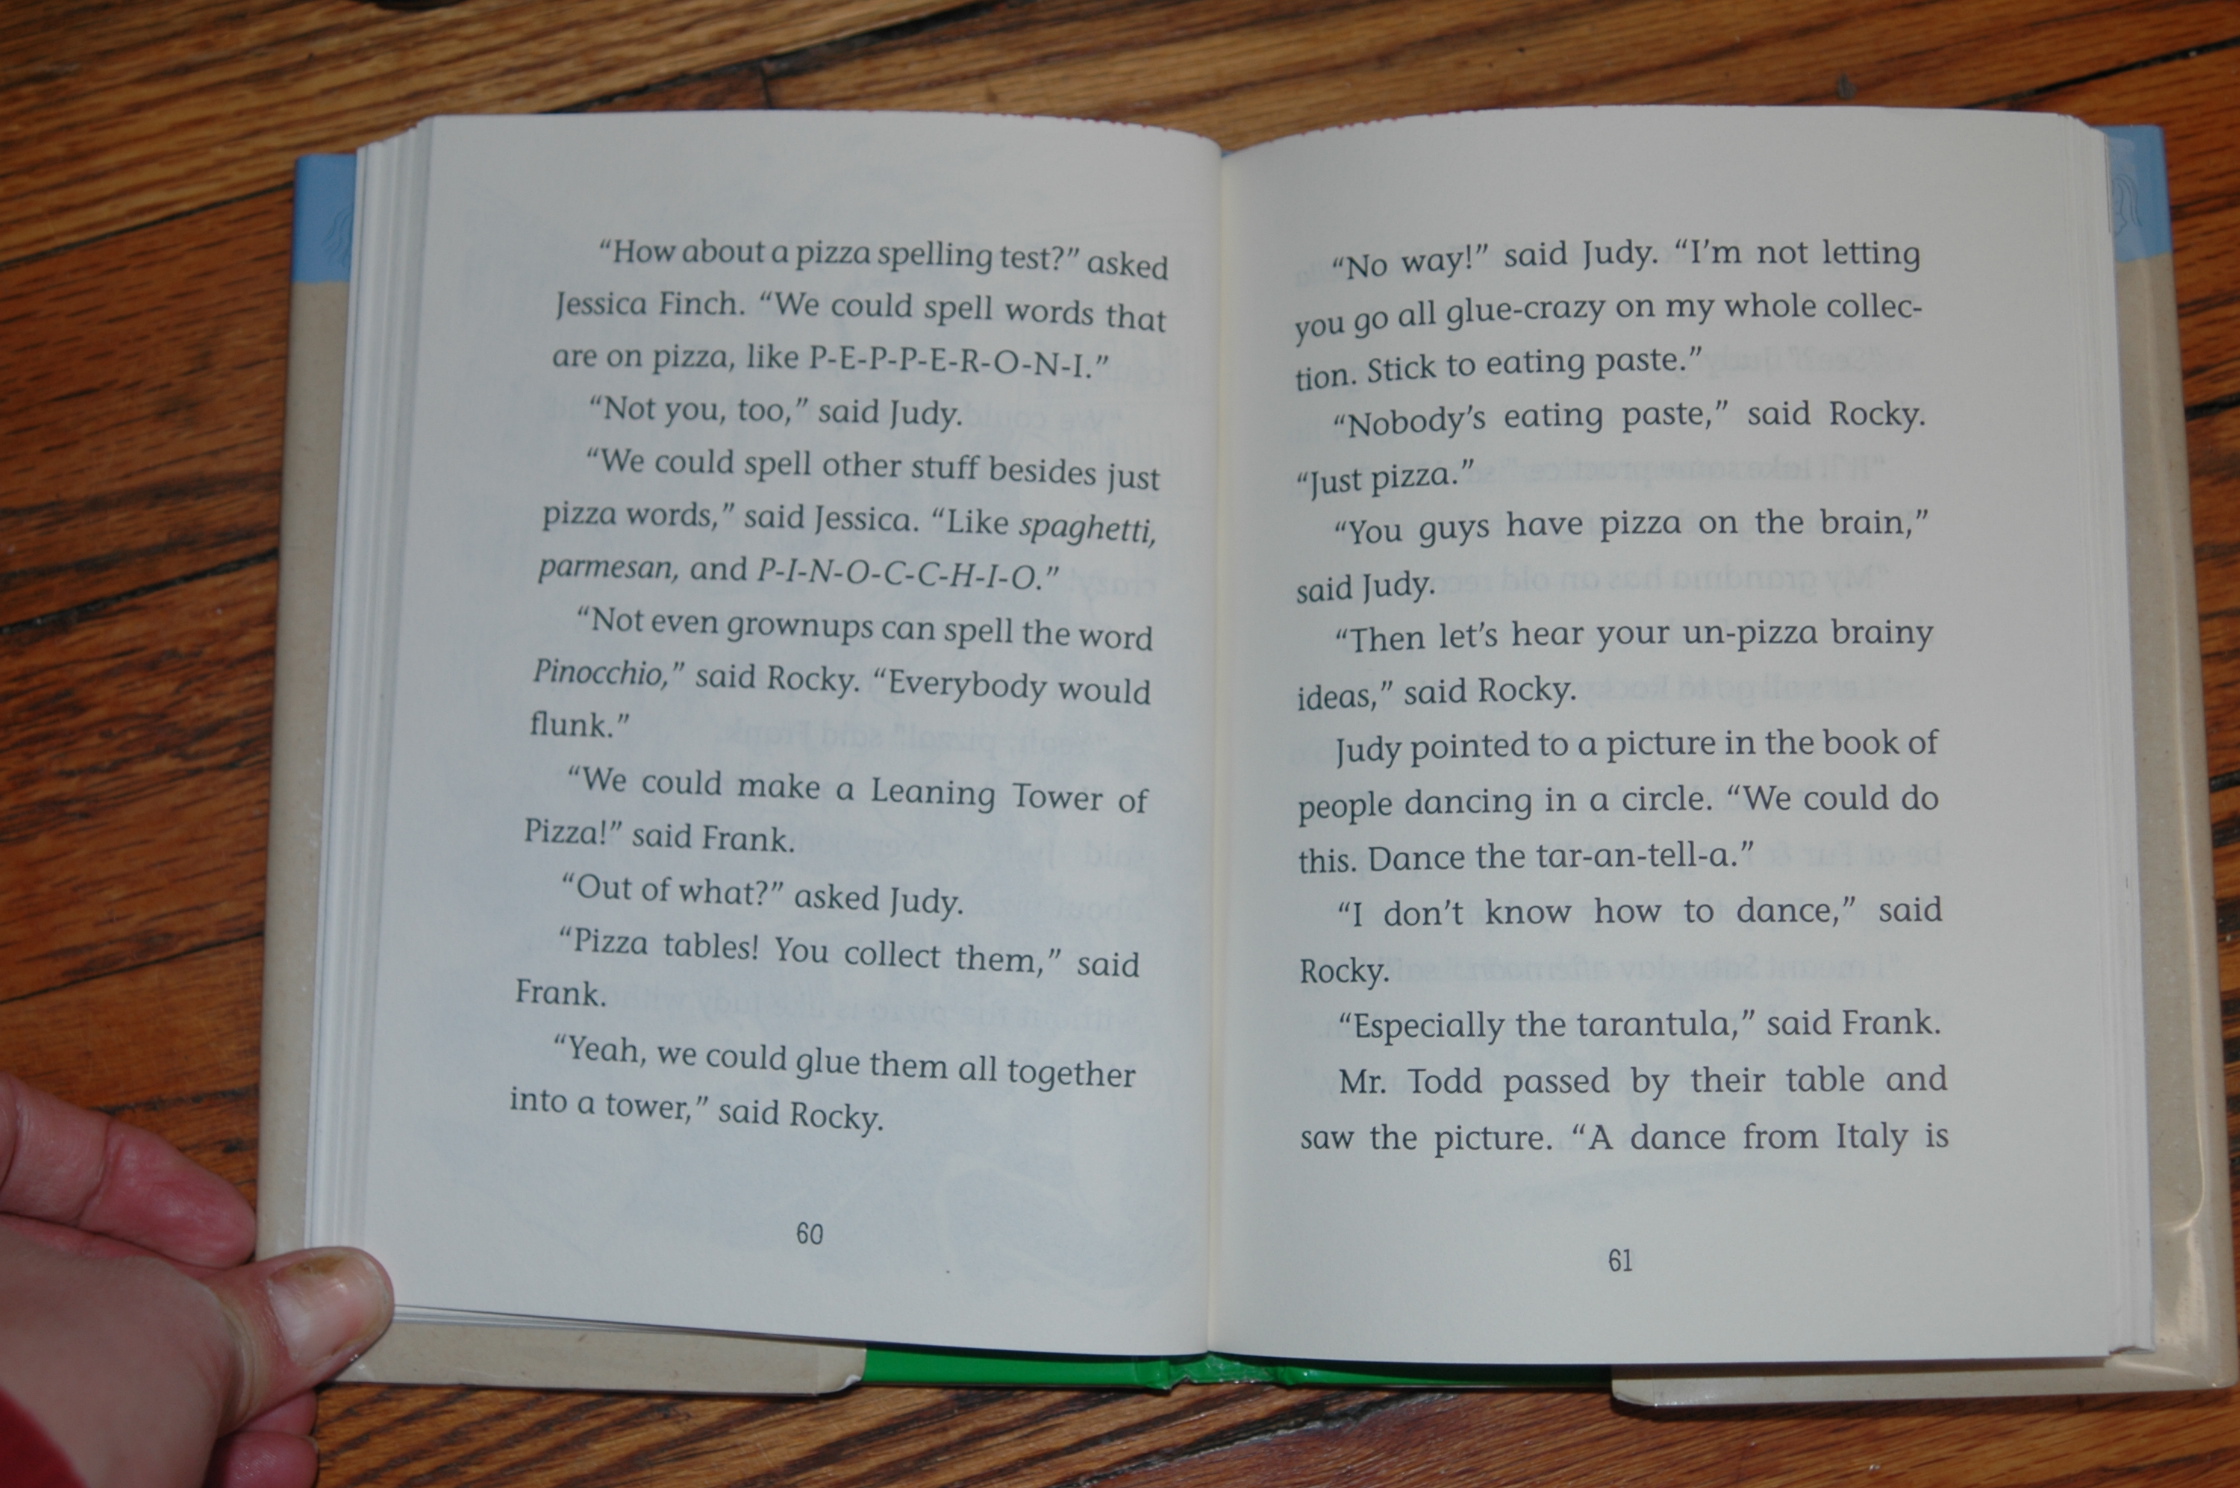 “How about a pizza spelling test?” asked
Jessica Finch. “We could spell words that
are on pizza, like P-E-P-P-E-R-O-N-I.”
“Not you, too,” said Judy.
“We could spell other stuff besides just
pizza words,” said Jessica. “Like spaghetti,
parmesan, and P-I-N-O-C-C-H-I-O.”
“Not even grownups can spell the word
Pinocchio,” said Rocky. “Everybody would
flunk.”
“We could make a Leaning Tower of
Pizza!” said Frank.
“Out of what?” asked Judy.
“Pizza tables! You collect them,” said
Frank.
“Yeah, we could glue them all together
into a tower,” said Rocky.
60
“No way!” said Judy. “I’m not letting
you go all glue-crazy on my whole collec-
tion. Stick to eating paste.”
“Nobody’s eating paste,” said Rocky.
“Just pizza.”
“You guys have pizza on the brain,”
said Judy.
“Then let’s hear your un-pizza brainy
ideas,” said Rocky.
Judy pointed to a picture in the book of
people dancing in a circle. “We could do
this. Dance the tar-an-tell-a.”
“I don’t know how to dance,” said
Rocky.
“Especially the tarantula,” said Frank.
Mr. Todd passed by their table and
saw the picture. “A dance from Italy is
61